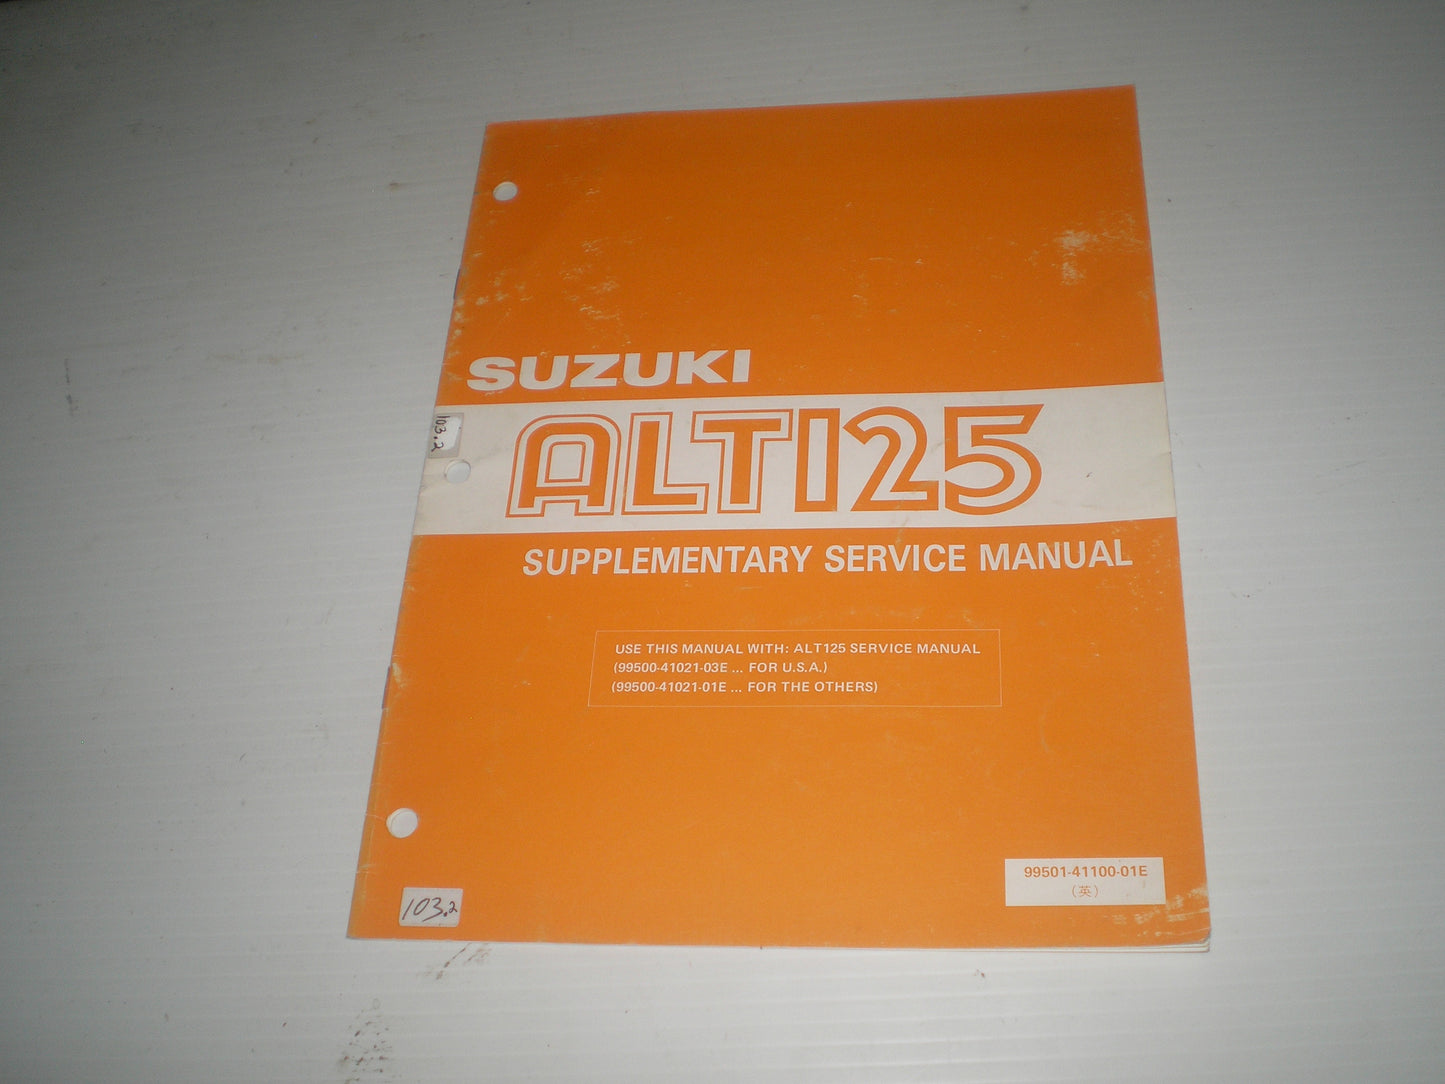 SUZUKI
ALT125
103.2
SUPPLEMENTARY SERVICE MANUAL
USE THIS MANUAL WITH: ALT125 SERVICE MANUAL
(99500-41021-03E ... FOR U.S.A.)
(99500-41021-01E ... FOR THE OTHERS)
99501-41100-01E
(英)
103.2